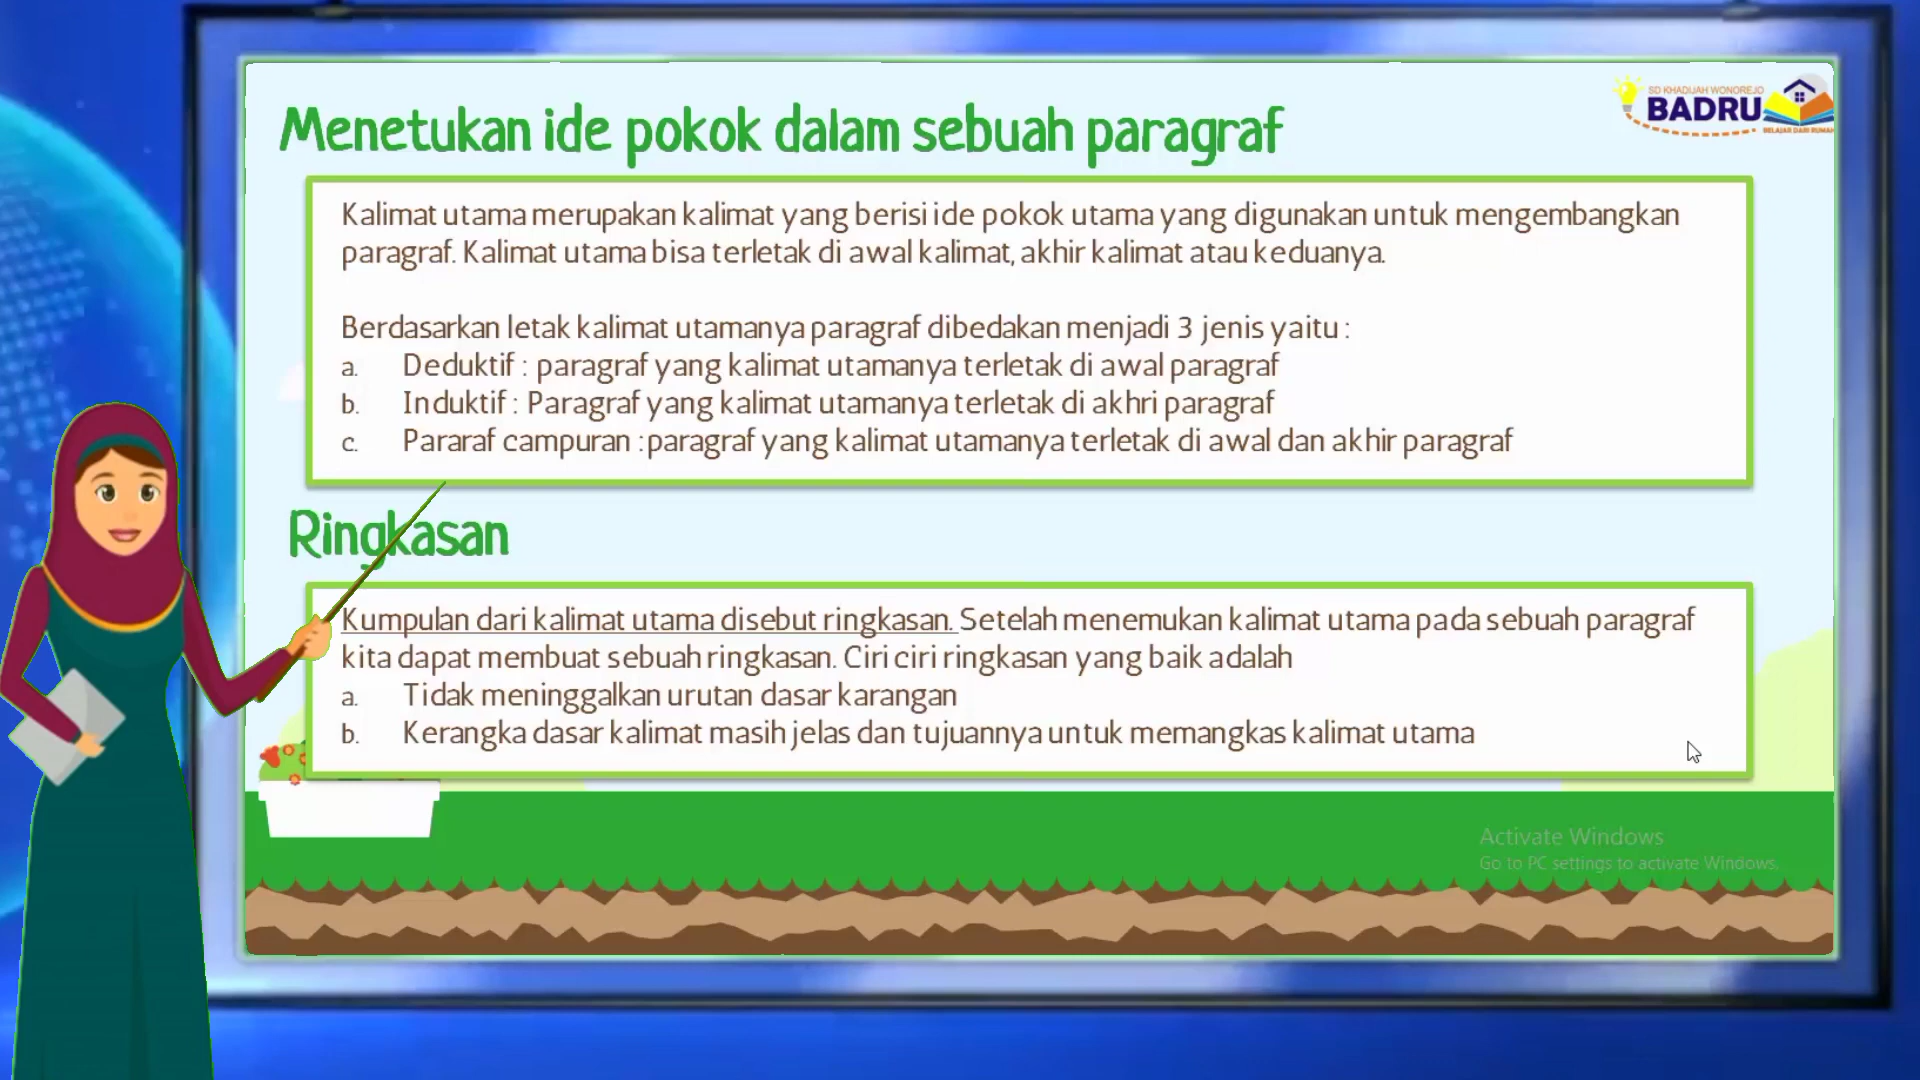 SD KHADIJAH WONOREJO
BADRU
BELAJAR DARI RUMAH
Menetukan ide pokok dalam sebuah paragraf
Kalimat utama merupakan kalimat yang berisi ide pokok utama yang digunakan untuk mengembangkan
paragraf. Kalimat utama bisa terletak di awal kalimat, akhir kalimat atau keduanya.
Berdasarkan letak kalimat utamanya paragraf dibedakan menjadi 3 jenis yaitu :
a. Deduktif : paragraf yang kalimat utamanya terletak di awal paragraf
b. Induktif : Paragraf yang kalimat utamanya terletak di akhri paragraf
c. Pararaf campuran : paragraf yang kalimat utamanya terletak di awal dan akhir paragraf
Ringkasan
Kumpulan dari kalimat utama disebut ringkasan. Setelah menemukan kalimat utama pada sebuah paragraf
kita dapat membuat sebuah ringkasan. Ciri ciri ringkasan yang baik adalah
a. Tidak meninggalkan urutan dasar karangan
b. Kerangka dasar kalimat masih jelas dan tujuannya untuk memangkas kalimat utama
Activate Windows
Go to PC settings to activate Windows.